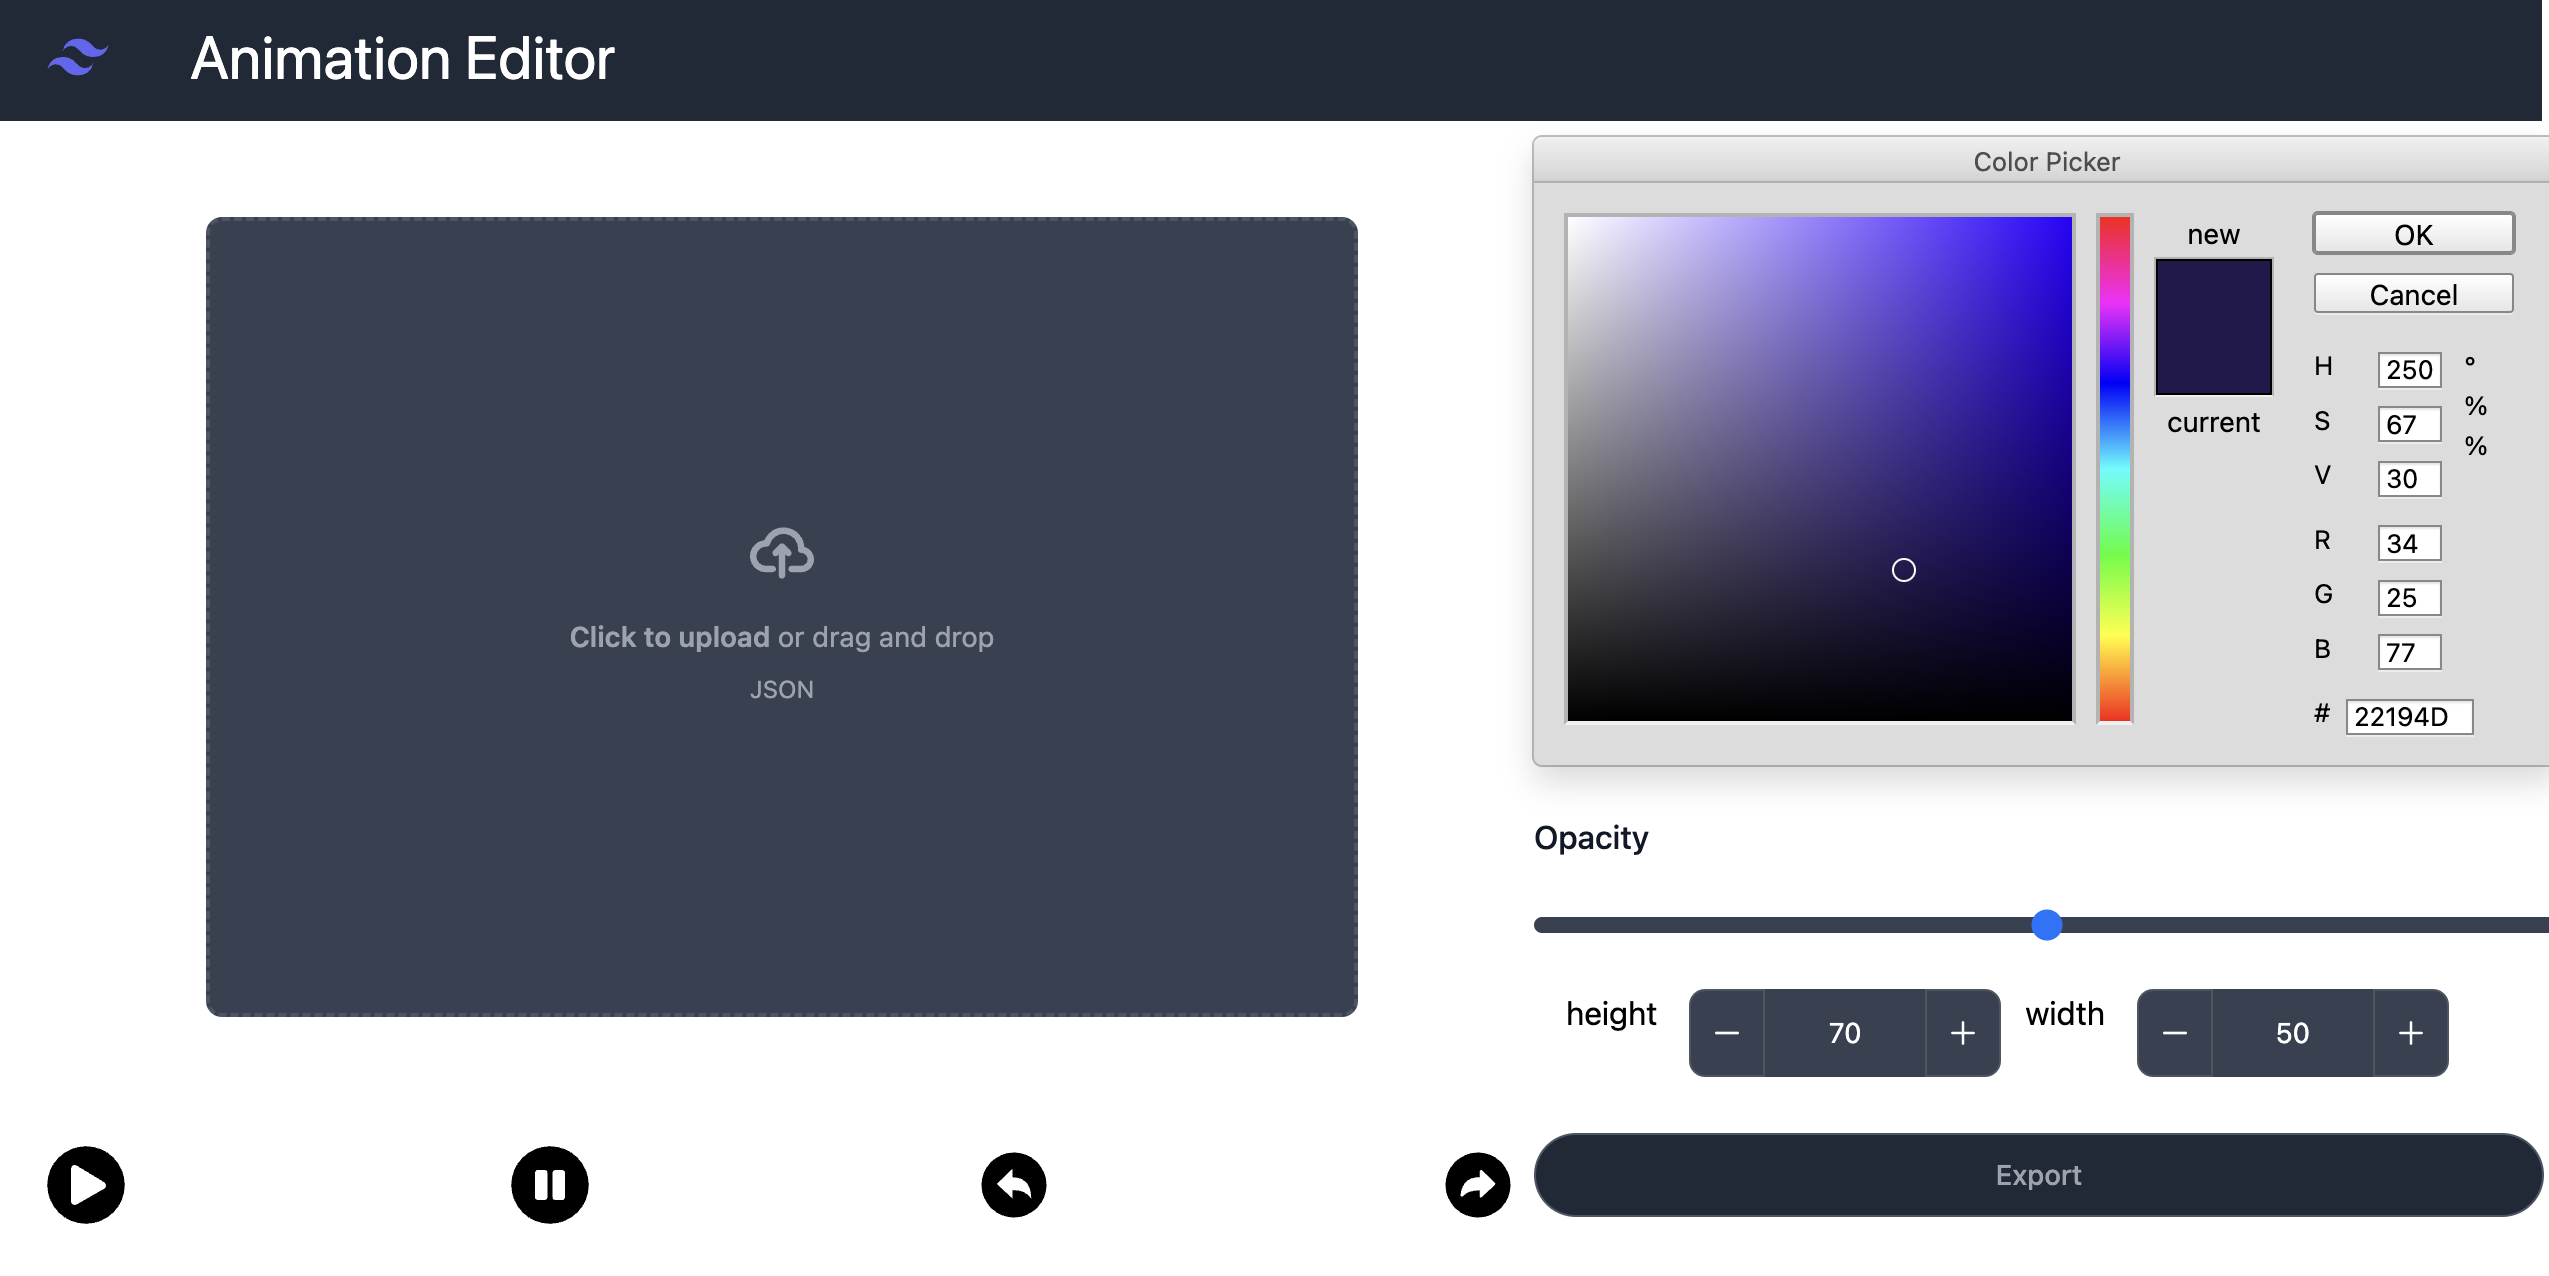 Animation Editor
Color Picker
new
OK
Cancel
current
H 250 °
S 67 %
V 30 %
R 34
G 25
B 77
# 22194D
Click to upload or drag and drop
JSON
Opacity
height − 70 + width − 50 +
Export